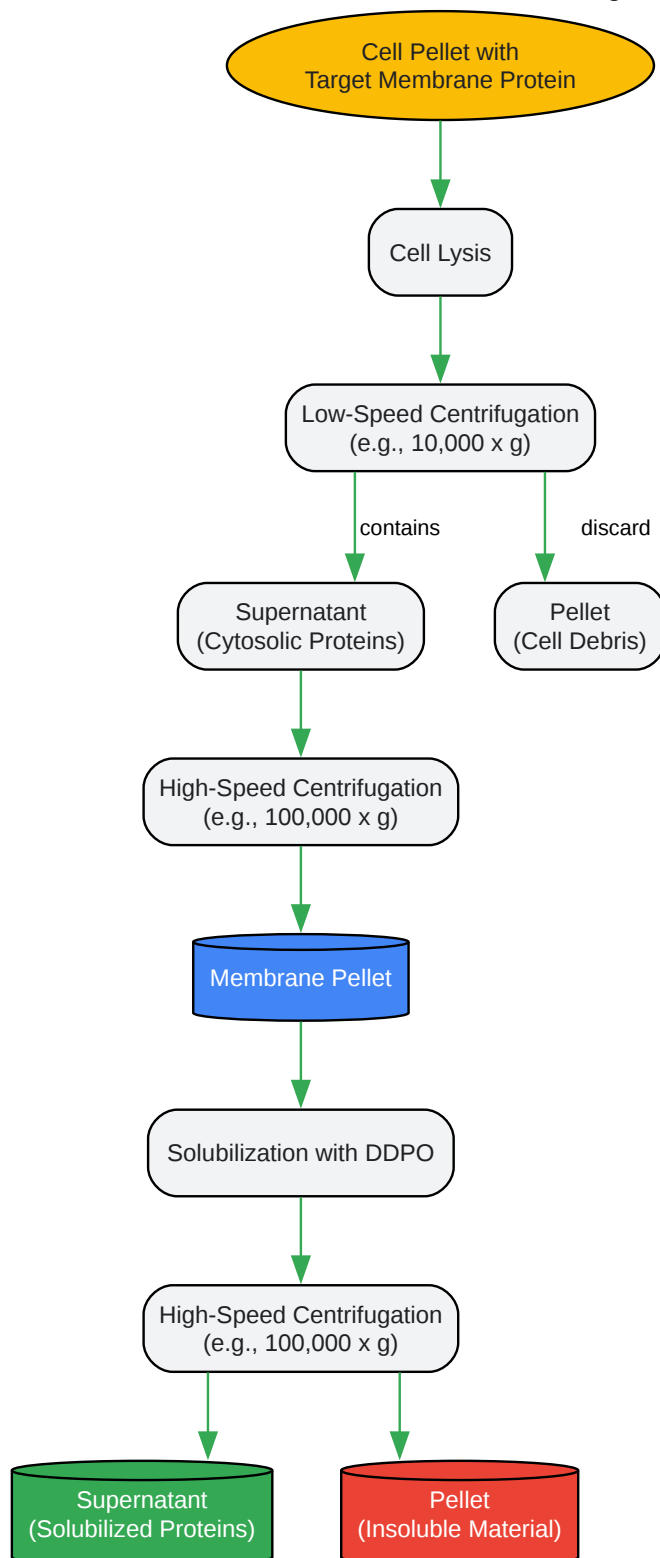 Cell Pellet with
Target Membrane Protein
Cell Lysis
Low-Speed Centrifugation
(e.g., 10,000 x g)
contains
discard
Supernatant
(Cytosolic Proteins)
Pellet
(Cell Debris)
High-Speed Centrifugation
(e.g., 100,000 x g)
Membrane Pellet
Solubilization with DDPO
High-Speed Centrifugation
(e.g., 100,000 x g)
Supernatant
(Solubilized Proteins)
Pellet
(Insoluble Material)